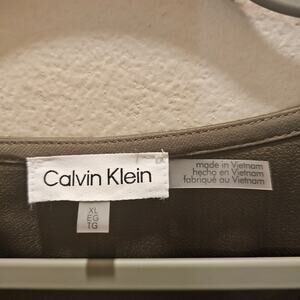 Calvin Klein
XL
EG
TG
made in Vietnam
hecho en Vietnam
fabriqué au Vietnam